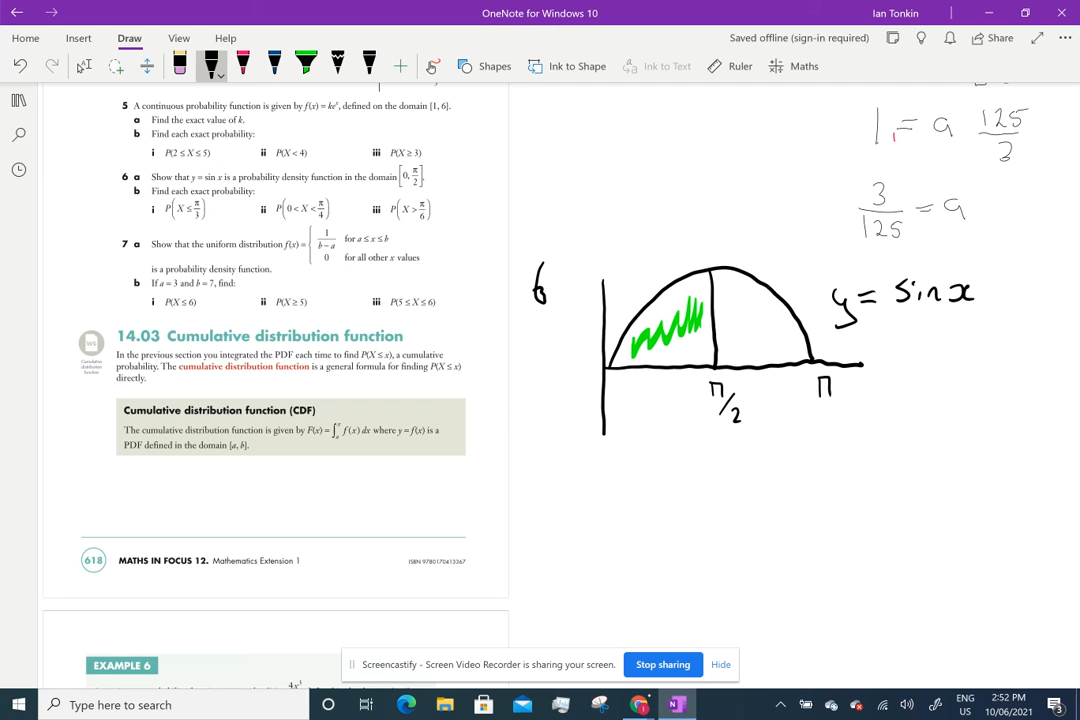 OneNote for Windows 10
Ian Tonkin
Home Insert Draw View Help
Saved offline (sign-in required)
Share
Shapes
Ink to Shape
Ink to Text
Ruler
Maths
5 A continuous probability function is given by f(x) = keˣ, defined on the domain [1, 6].
a Find the exact value of k.
b Find each exact probability:
i P(2 ≤ X ≤ 5) ii P(X < 4) iii P(X ≥ 3)
6 a Show that y = sin x is a probability density function in the domain [0, π/2].
b Find each exact probability:
i P(X ≤ π/3) ii P(0 < X < π/4) iii P(X > π/6)
7 a Show that the uniform distribution f(x) = { 1/(b − a) for a ≤ x ≤ b
0 for all other x values
is a probability density function.
b If a = 3 and b = 7, find:
i P(X ≤ 6) ii P(X ≥ 5) iii P(5 ≤ X ≤ 6)
WS
Cumulative
distribution
function
14.03 Cumulative distribution function
In the previous section you integrated the PDF each time to find P(X ≤ x), a cumulative
probability. The cumulative distribution function is a general formula for finding P(X ≤ x)
directly.
Cumulative distribution function (CDF)
The cumulative distribution function is given by F(x) = ∫ₐˣ f(x) dx where y = f(x) is a
PDF defined in the domain [a, b].
618 MATHS IN FOCUS 12. Mathematics Extension 1
ISBN 9780170413367
EXAMPLE 6
4x³
1 = a 125/3
3/125 = a
6
y = sin x
π/2
π
Screencastify - Screen Video Recorder is sharing your screen.
Stop sharing
Hide
Type here to search
ENG
US
2:52 PM
10/06/2021
3